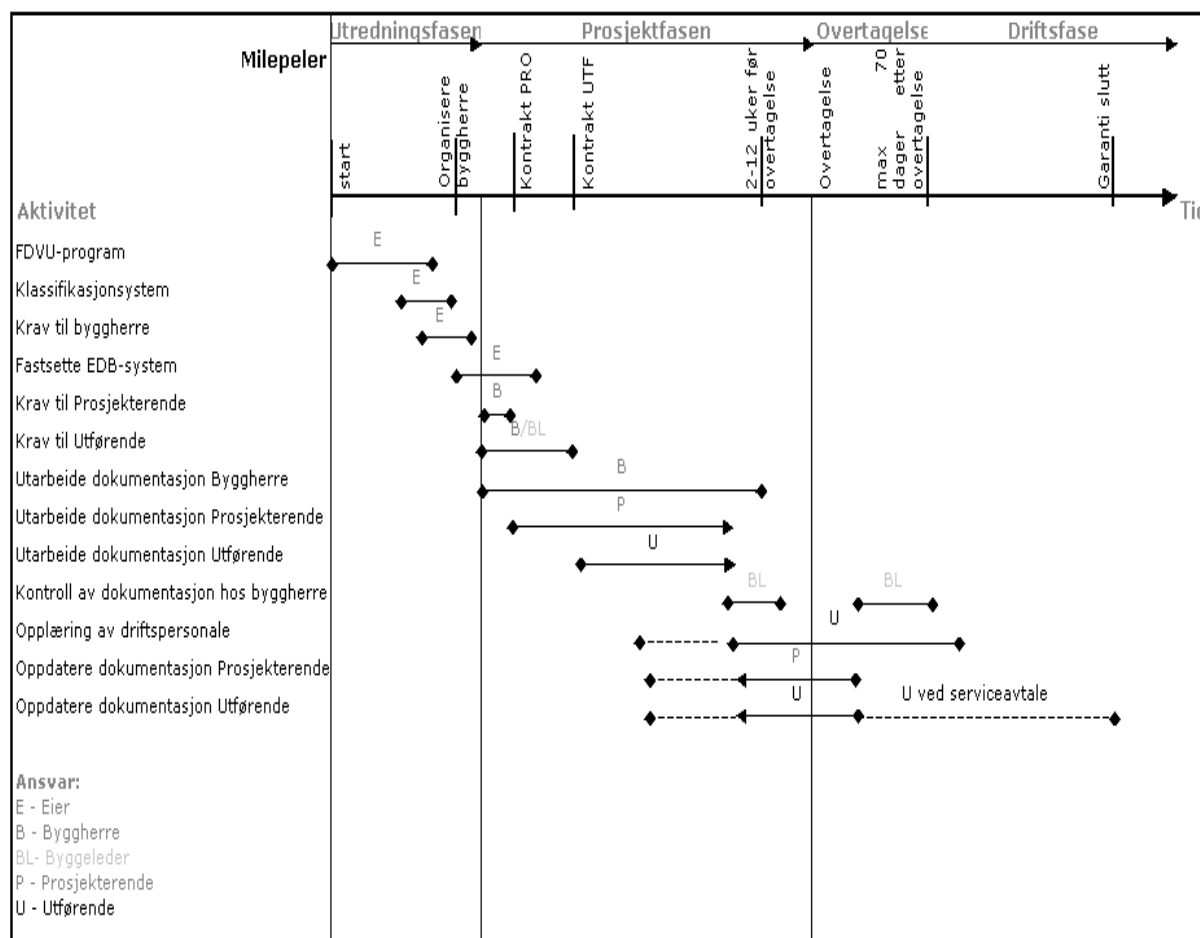 Utredningsfasen
Prosjektfasen
Overtagelse
Driftsfase
Milepeler
start
Organisere
byggherre
Kontrakt PRO
Kontrakt UTF
2-12 uker før
overtagelse
Overtagelse
max 70
dager etter
overtagelse
Garanti slutt
Aktivitet
FDVU-program
E
Klassifikasjonsystem
E
Krav til byggherre
E
Fastsette EDB-system
E
Krav til Prosjekterende
B
Krav til Utførende
B/BL
Utarbeide dokumentasjon Byggherre
B
Utarbeide dokumentasjon Prosjekterende
P
Utarbeide dokumentasjon Utførende
U
Kontroll av dokumentasjon hos byggherre
BL
BL
Opplæring av driftspersonale
U
Oppdatere dokumentasjon Prosjekterende
P
Oppdatere dokumentasjon Utførende
U
U ved serviceavtale
Ansvar:
E - Eier
B - Byggherre
BL- Byggeleder
P - Prosjekterende
U - Utførende